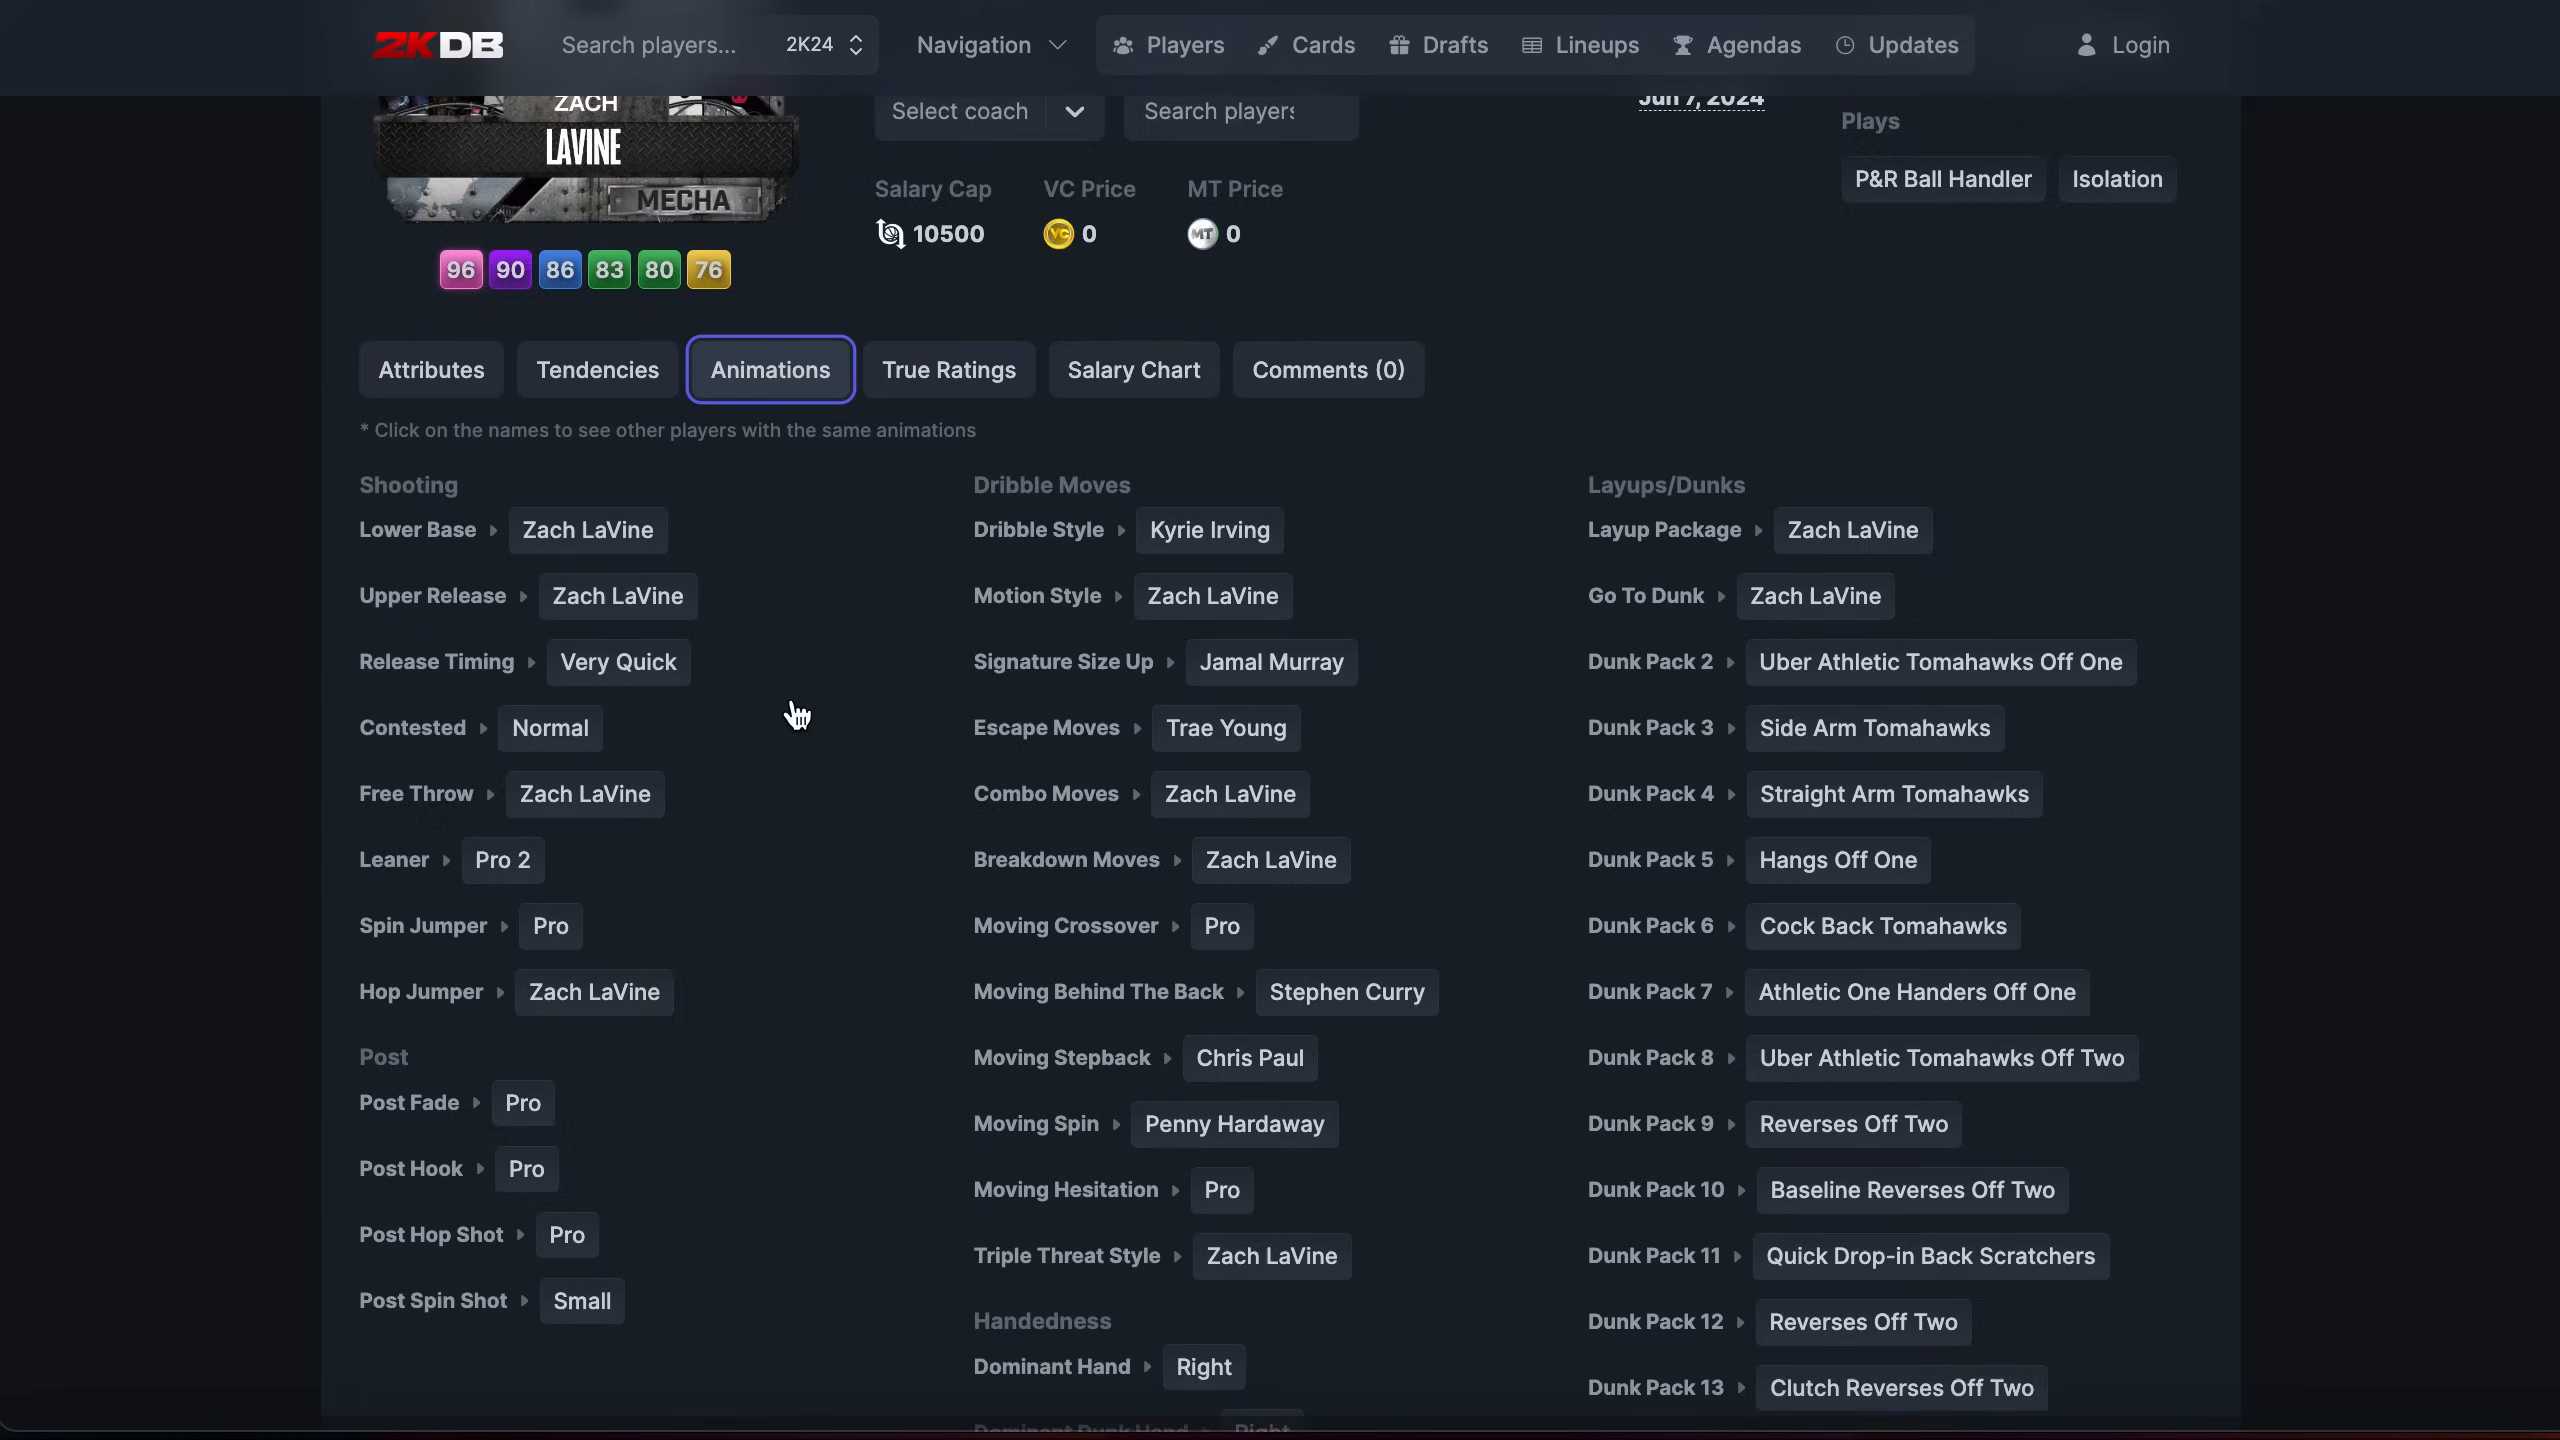 2KDB
Search players...
2K24
Navigation
Players
Cards
Drafts
Lineups
Agendas
Updates
Login
ZACH
LAVINE
MECHA
96 90 86 83 80 76
Select coach
Search players
Jun 7, 2024
Salary Cap
10500
VC Price
VC 0
MT Price
MT 0
Plays
P&R Ball Handler
Isolation
Attributes
Tendencies
Animations
True Ratings
Salary Chart
Comments (0)
* Click on the names to see other players with the same animations
Shooting
Lower Base Zach LaVine
Upper Release Zach LaVine
Release Timing Very Quick
Contested Normal
Free Throw Zach LaVine
Leaner Pro 2
Spin Jumper Pro
Hop Jumper Zach LaVine
Post
Post Fade Pro
Post Hook Pro
Post Hop Shot Pro
Post Spin Shot Small
Dribble Moves
Dribble Style Kyrie Irving
Motion Style Zach LaVine
Signature Size Up Jamal Murray
Escape Moves Trae Young
Combo Moves Zach LaVine
Breakdown Moves Zach LaVine
Moving Crossover Pro
Moving Behind The Back Stephen Curry
Moving Stepback Chris Paul
Moving Spin Penny Hardaway
Moving Hesitation Pro
Triple Threat Style Zach LaVine
Handedness
Dominant Hand Right
Dominant Dunk Hand Right
Layups/Dunks
Layup Package Zach LaVine
Go To Dunk Zach LaVine
Dunk Pack 2 Uber Athletic Tomahawks Off One
Dunk Pack 3 Side Arm Tomahawks
Dunk Pack 4 Straight Arm Tomahawks
Dunk Pack 5 Hangs Off One
Dunk Pack 6 Cock Back Tomahawks
Dunk Pack 7 Athletic One Handers Off One
Dunk Pack 8 Uber Athletic Tomahawks Off Two
Dunk Pack 9 Reverses Off Two
Dunk Pack 10 Baseline Reverses Off Two
Dunk Pack 11 Quick Drop-in Back Scratchers
Dunk Pack 12 Reverses Off Two
Dunk Pack 13 Clutch Reverses Off Two